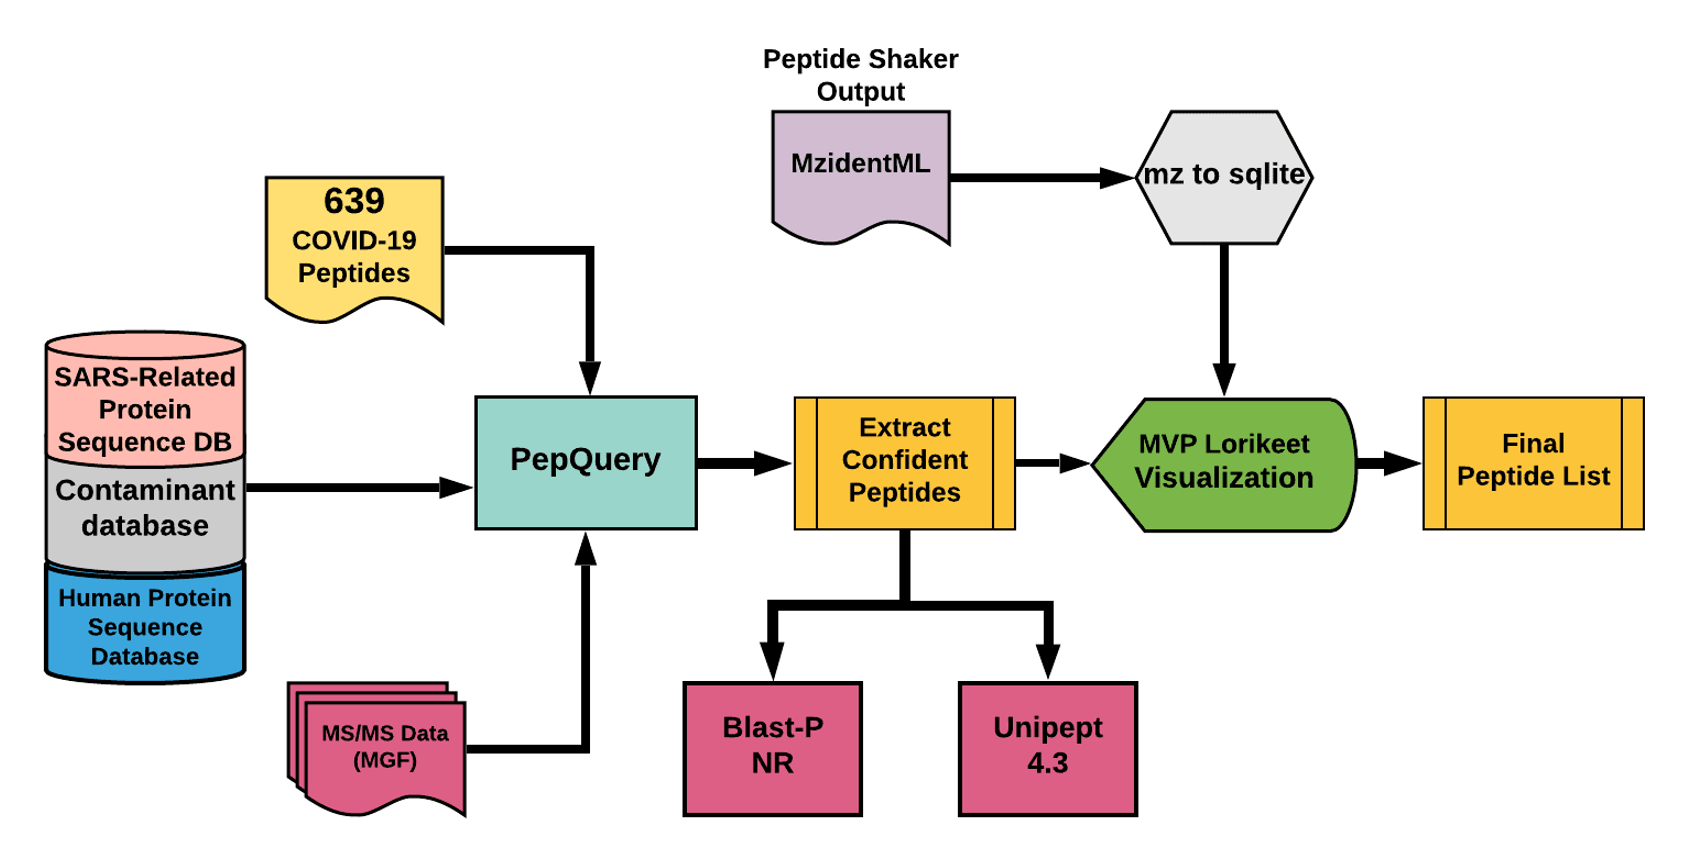 Peptide Shaker
Output
MzidentML
mz to sqlite
639
COVID-19
Peptides
SARS-Related
Protein
Sequence DB
Contaminant
database
Human Protein
Sequence
Database
MS/MS Data
(MGF)
PepQuery
Extract
Confident
Peptides
MVP Lorikeet
Visualization
Final
Peptide List
Blast-P
NR
Unipept
4.3